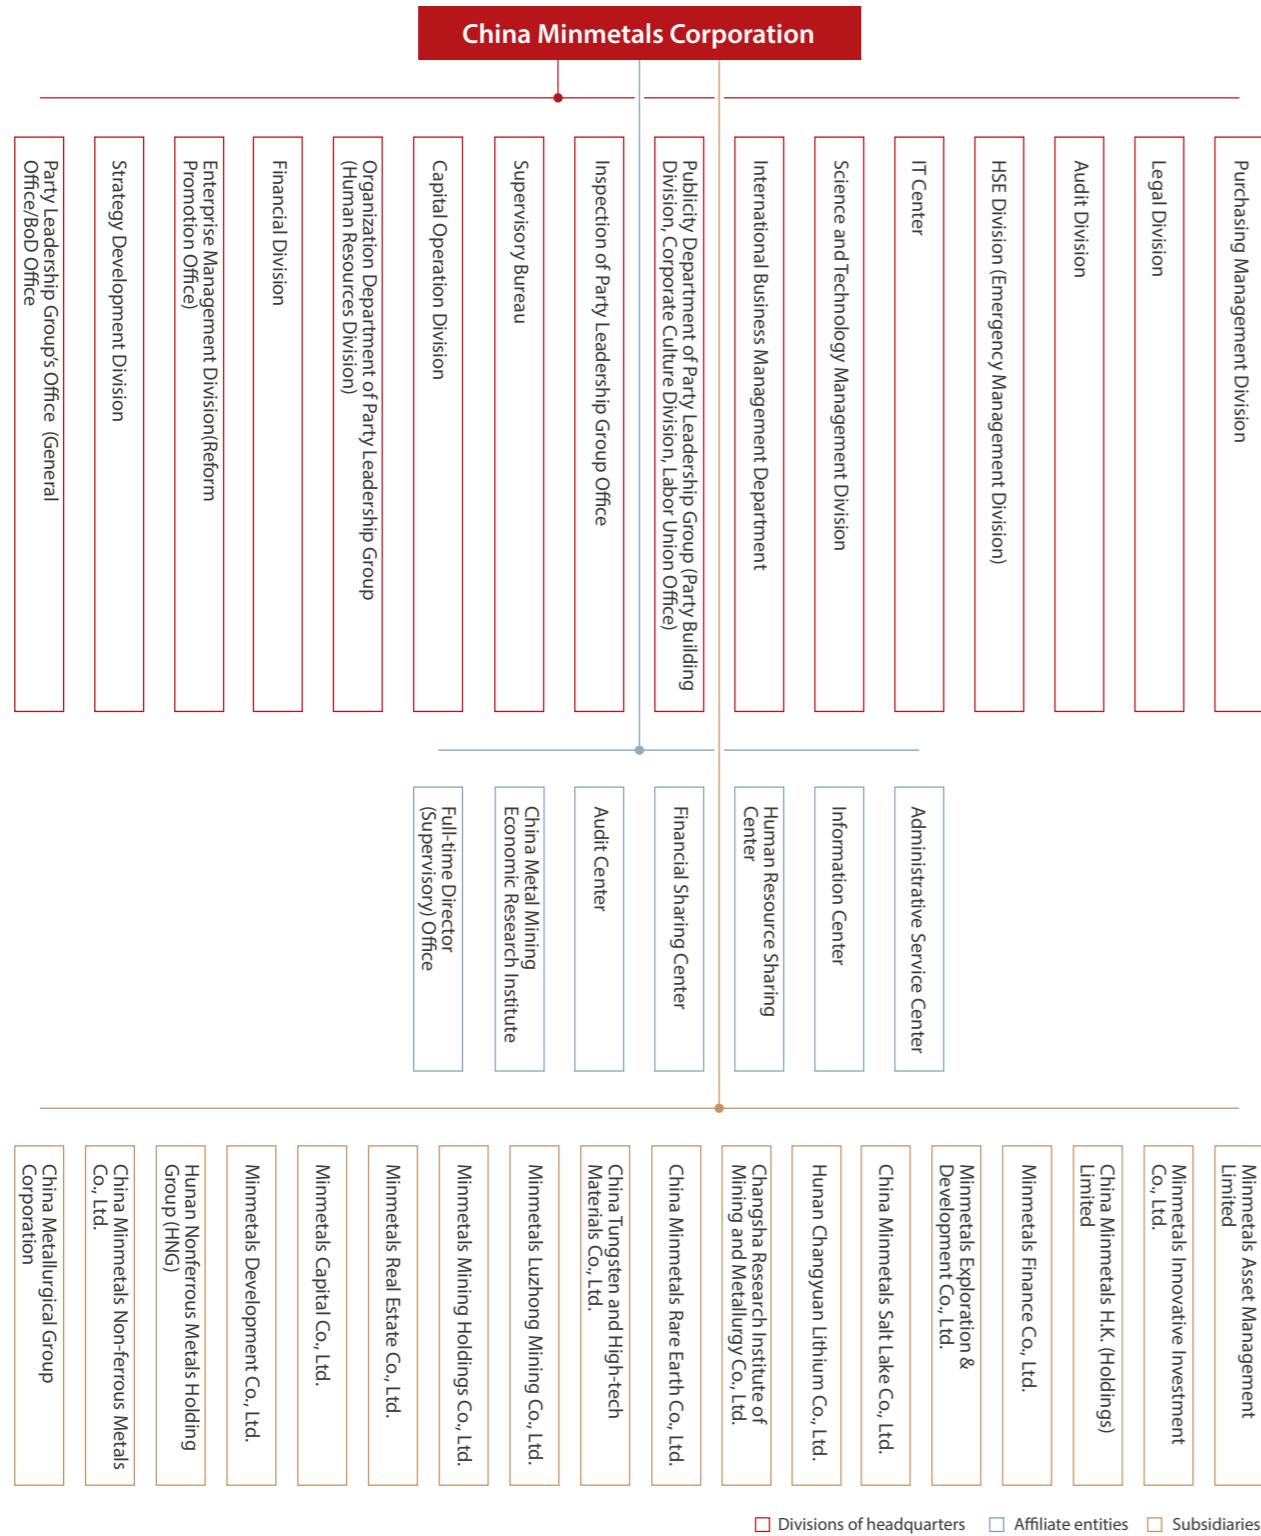 China Minmetals Corporation
Party Leadership Group's Office (General
Office/BoD Office
Strategy Development Division
Enterprise Management Division(Reform
Promotion Office)
Financial Division
Organization Department of Party Leadership Group
(Human Resources Division)
Capital Operation Division
Supervisory Bureau
Inspection of Party Leadership Group Office
Publicity Department of Party Leadership Group (Party Building
Division, Corporate Culture Division, Labor Union Office)
International Business Management Department
Science and Technology Management Division
IT Center
HSE Division (Emergency Management Division)
Audit Division
Legal Division
Purchasing Management Division
Full-time Director
(Supervisory) Office
China Metal Mining
Economic Research Institute
Audit Center
Financial Sharing Center
Human Resource Sharing
Center
Information Center
Administrative Service Center
China Metallurgical Group
Corporation
China Minmetals Non-ferrous Metals
Co., Ltd.
Hunan Nonferrous Metals Holding
Group (HNG)
Minmetals Development Co., Ltd.
Minmetals Capital Co., Ltd.
Minmetals Real Estate Co., Ltd.
Minmetals Mining Holdings Co., Ltd.
Minmetals Luzhong Mining Co., Ltd.
China Tungsten and High-tech
Materials Co., Ltd.
China Minmetals Rare Earth Co., Ltd.
Changsha Research Institute of
Mining and Metallurgy Co., Ltd.
Hunan Changyuan Lithium Co., Ltd.
China Minmetals Salt Lake Co., Ltd.
Minmetals Exploration &
Development Co., Ltd.
Minmetals Finance Co., Ltd.
China Minmetals H.K. (Holdings)
Limited
Minmetals Innovative Investment
Co., Ltd.
Minmetals Asset Management
Limited
Divisions of headquarters
Affiliate entities
Subsidiaries